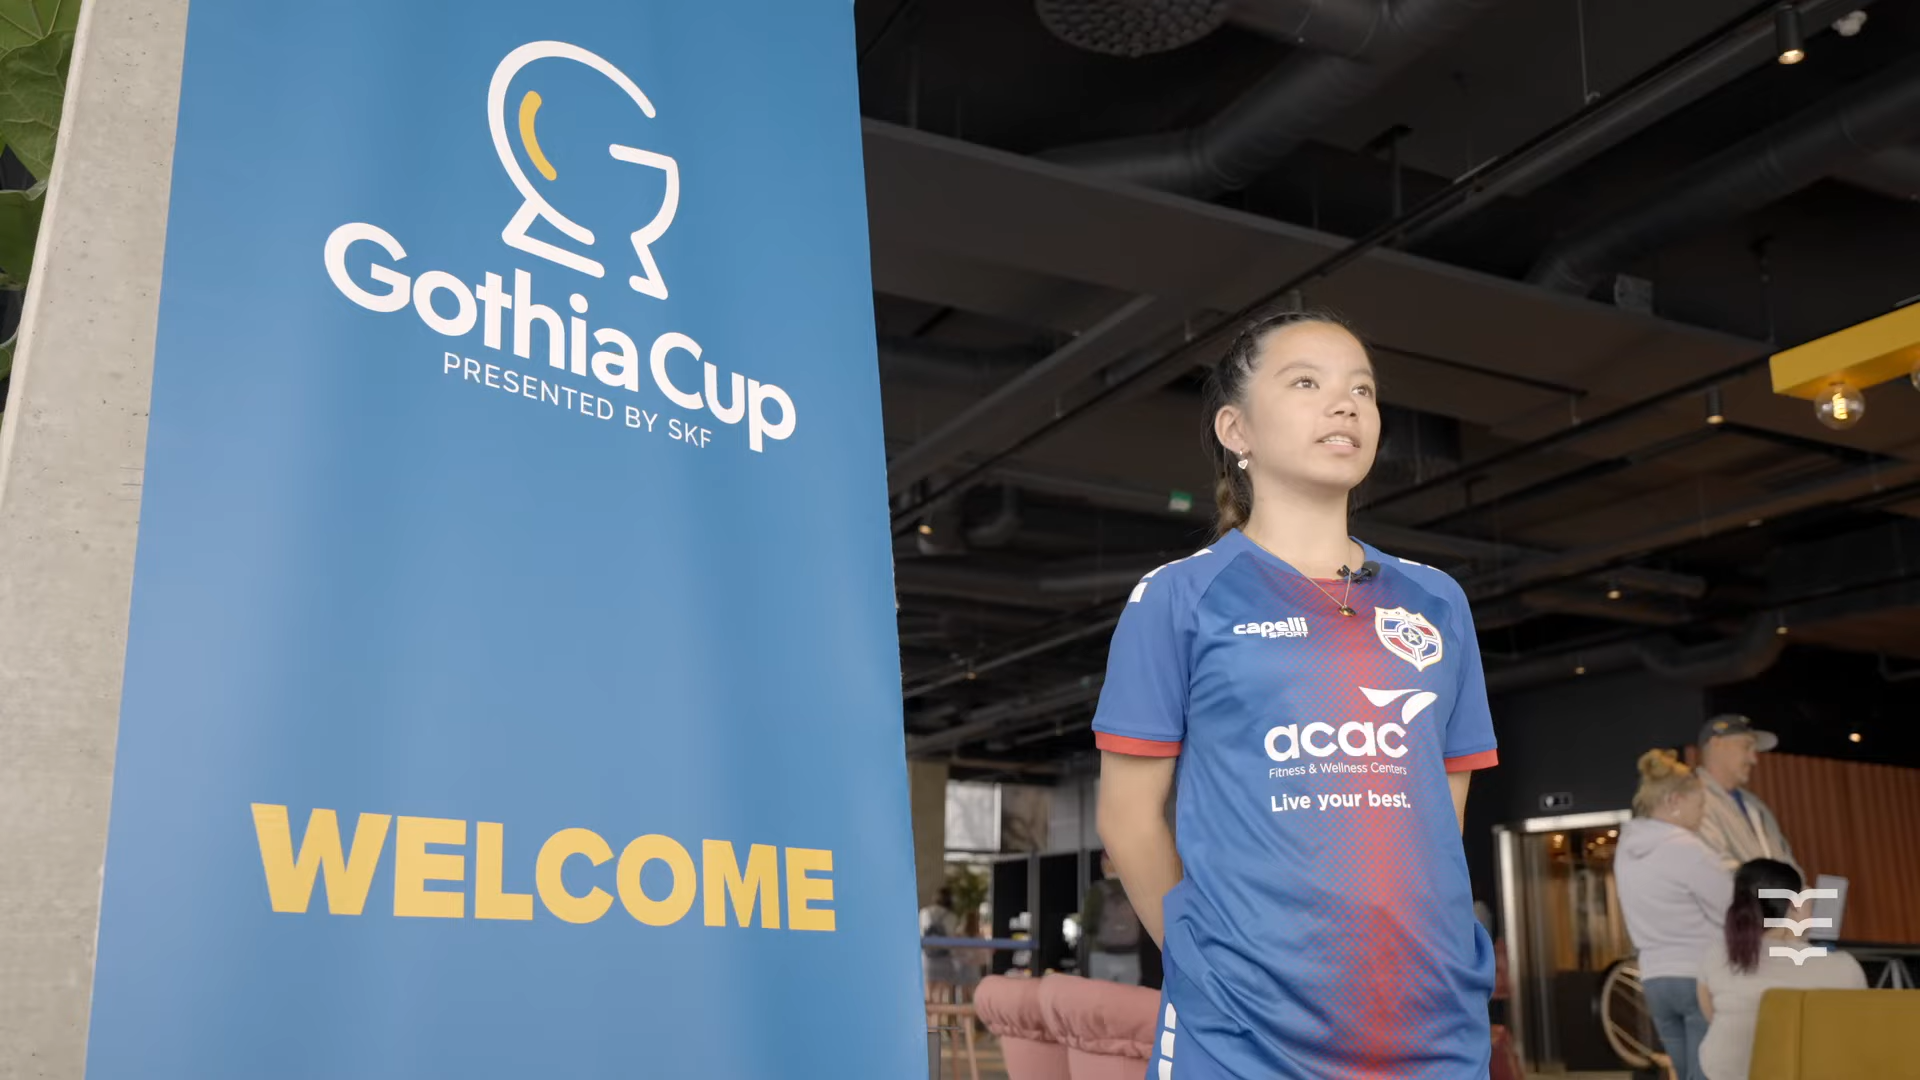 Gothia Cup
PRESENTED BY SKF
WELCOME
capelli
SPORT
acac
Fitness & Wellness Centers
Live your best.